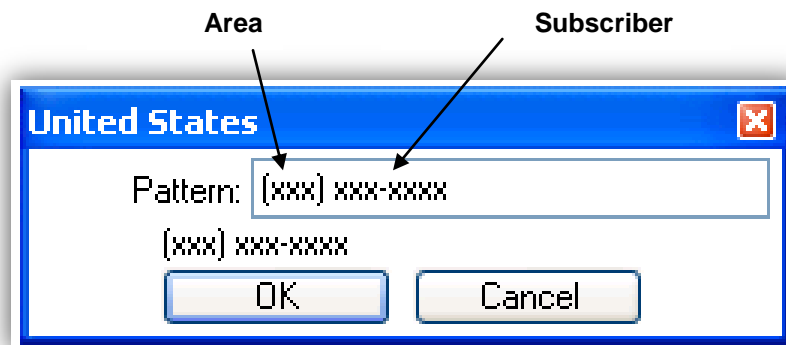 Area Subscriber
United States
Pattern: (xxx) xxx-xxxx
(xxx) xxx-xxxx
OK Cancel